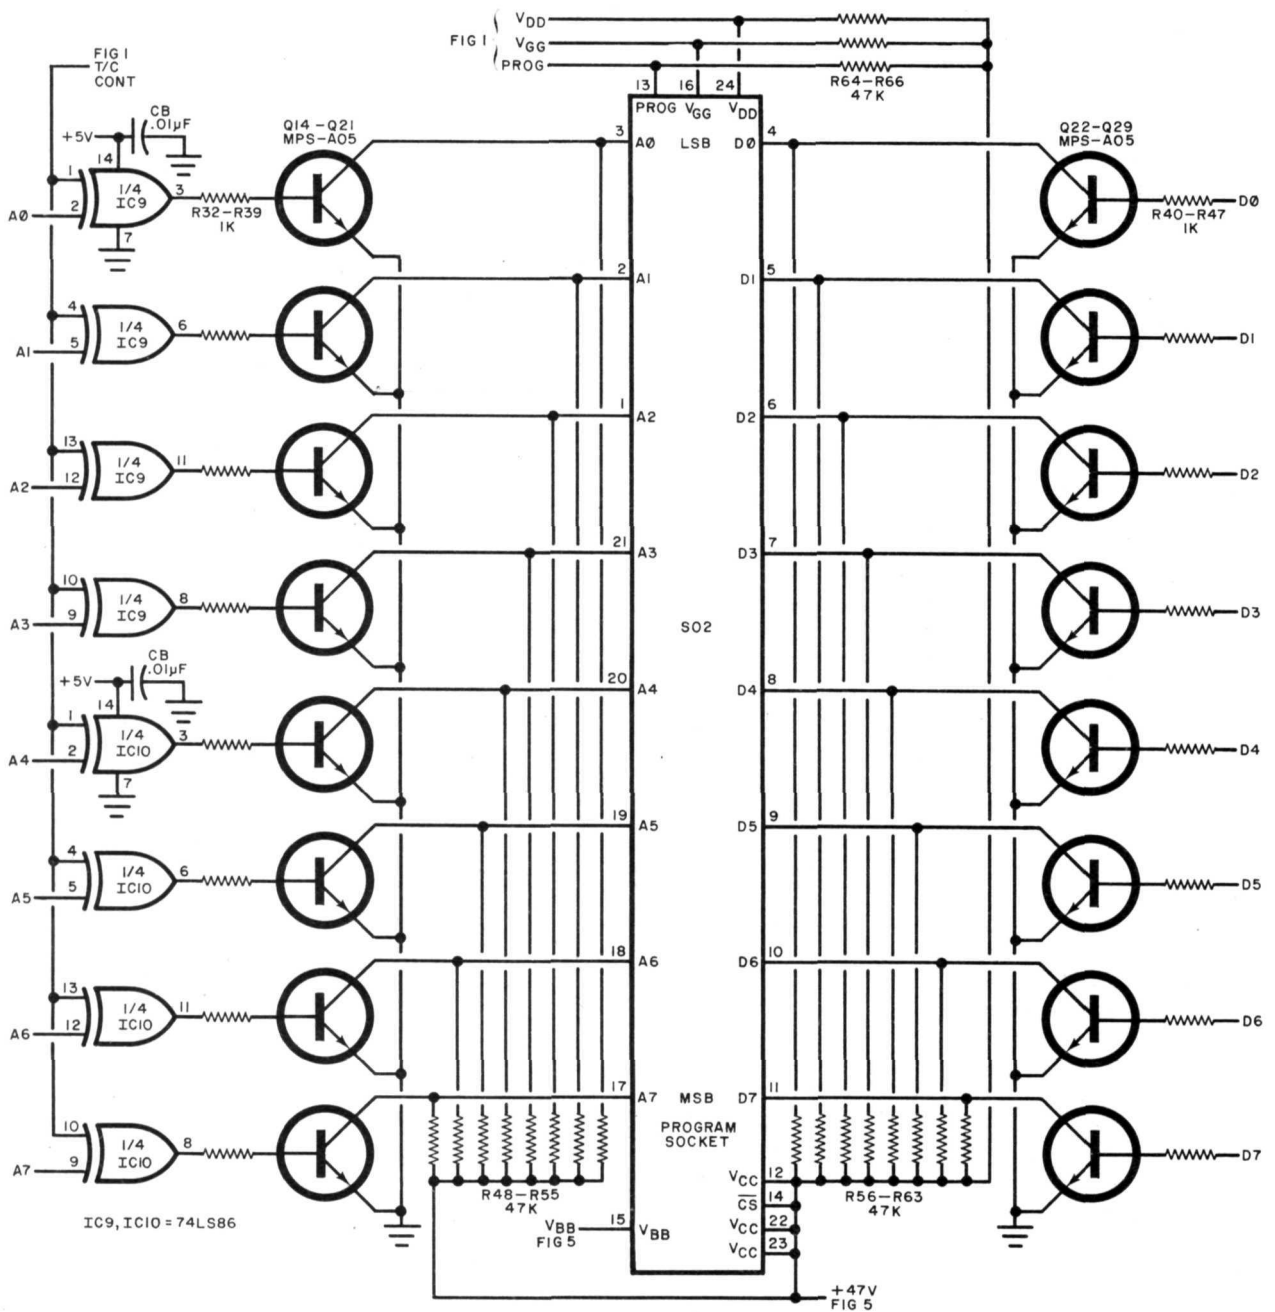 FIG 1
T/C
CONT
FIG 1
VDD
VGG
PROG
R64-R66
47K
13
16
24
PROG
VGG
VDD
+5V
CB
.01µF
14
1
2
A0
1/4
IC9
3
7
R32-R39
1K
Q14-Q21
MPS-A05
3
A0
LSB
D0
4
Q22-Q29
MPS-A05
R40-R47
1K
D0
A1
4
5
1/4
IC9
6
2
A1
D1
5
D1
A2
13
12
1/4
IC9
11
1
A2
D2
6
D2
A3
10
9
1/4
IC9
8
21
A3
D3
7
D3
SO2
+5V
CB
.01µF
14
1
2
A4
1/4
IC10
3
7
20
A4
D4
8
D4
A5
4
5
1/4
IC10
6
19
A5
D5
9
D5
A6
13
12
1/4
IC10
11
18
A6
D6
10
D6
A7
10
9
1/4
IC10
8
17
A7
MSB
D7
11
D7
PROGRAM
SOCKET
R48-R55
47K
R56-R63
47K
VCC 12
C̅S̅ 14
VCC 22
VCC 23
VBB
FIG 5
15
VBB
IC9, IC10 = 74LS86
+47V
FIG 5